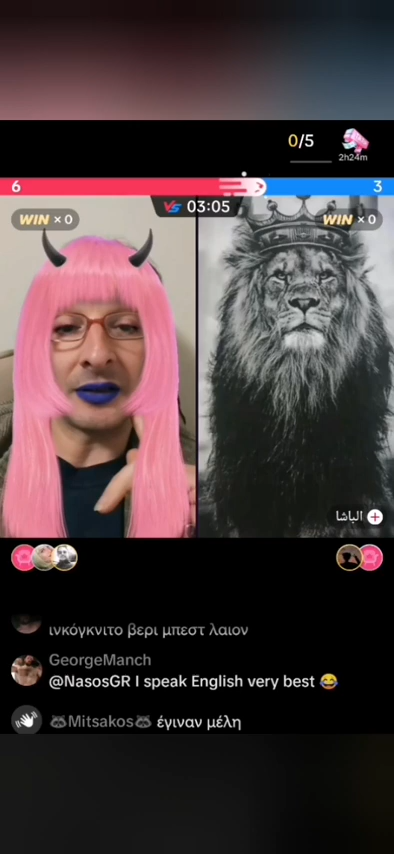 0/5
2h24m
6
3
VS 03:05
WIN × 0
WIN × 0
الباشا
ινκόγκνιτο βερι μπεστ λαιον
GeorgeManch
@NasosGR I speak English very best 😂
🦝Mitsakos🦝 έγιναν μέλη